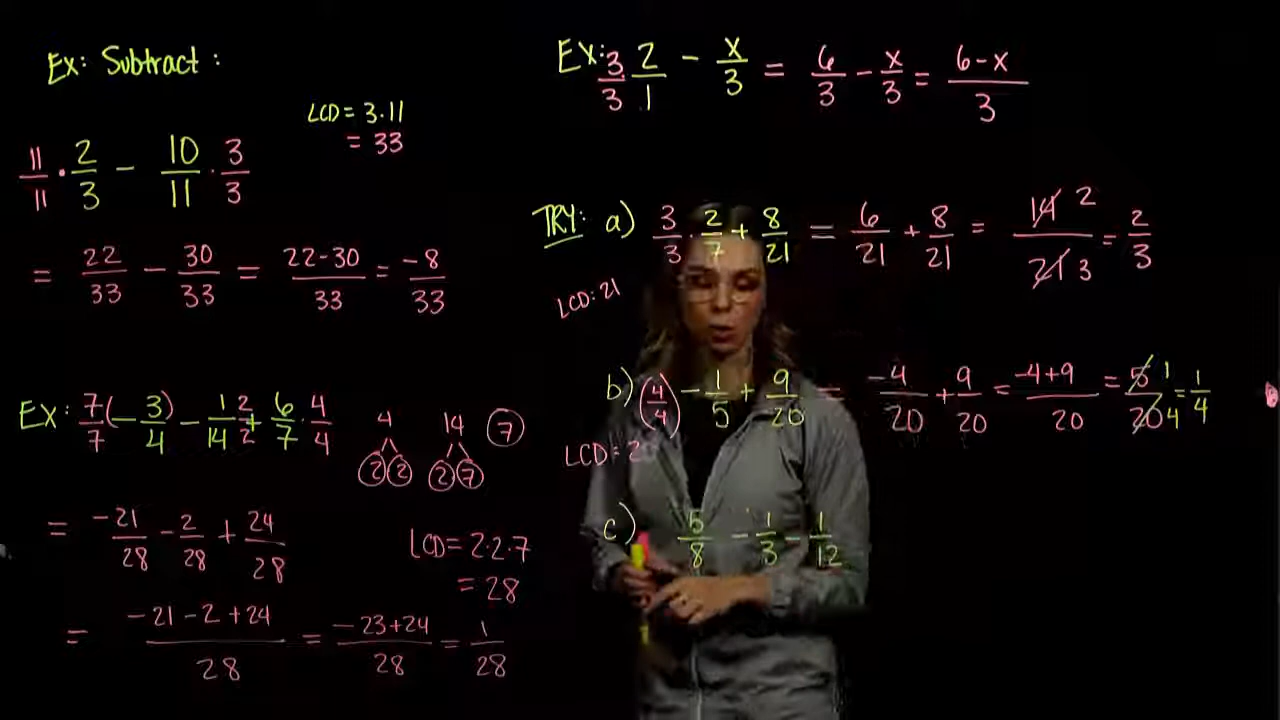 Ex: Subtract:
LCD = 3·11
= 33
11/11 · 2/3 - 10/11 · 3/3
= 22/33 - 30/33 = 22-30/33 = -8/33
Ex: 7/7(-3/4) - 1/14 2/2 + 6/7 · 4/4
4 14 7
2 2 2 7
= -21/28 - 2/28 + 24/28
LCD = 2·2·7
= 28
= -21-2+24/28 = -23+24/28 = 1/28
Ex: 3/3 2/1 - x/3 = 6/3 - x/3 = 6-x/3
TRY: a) 3/3 · 2/7 + 8/21 = 6/21 + 8/21 = 14 2/21 3 = 2/3
LCD: 21
b) (4/4) - 1/5 + 9/20 = -4/20 + 9/20 = -4+9/20 = 5 1/20 4 = 1/4
LCD = 20
c) 5/8 - 1/3 - 1/12